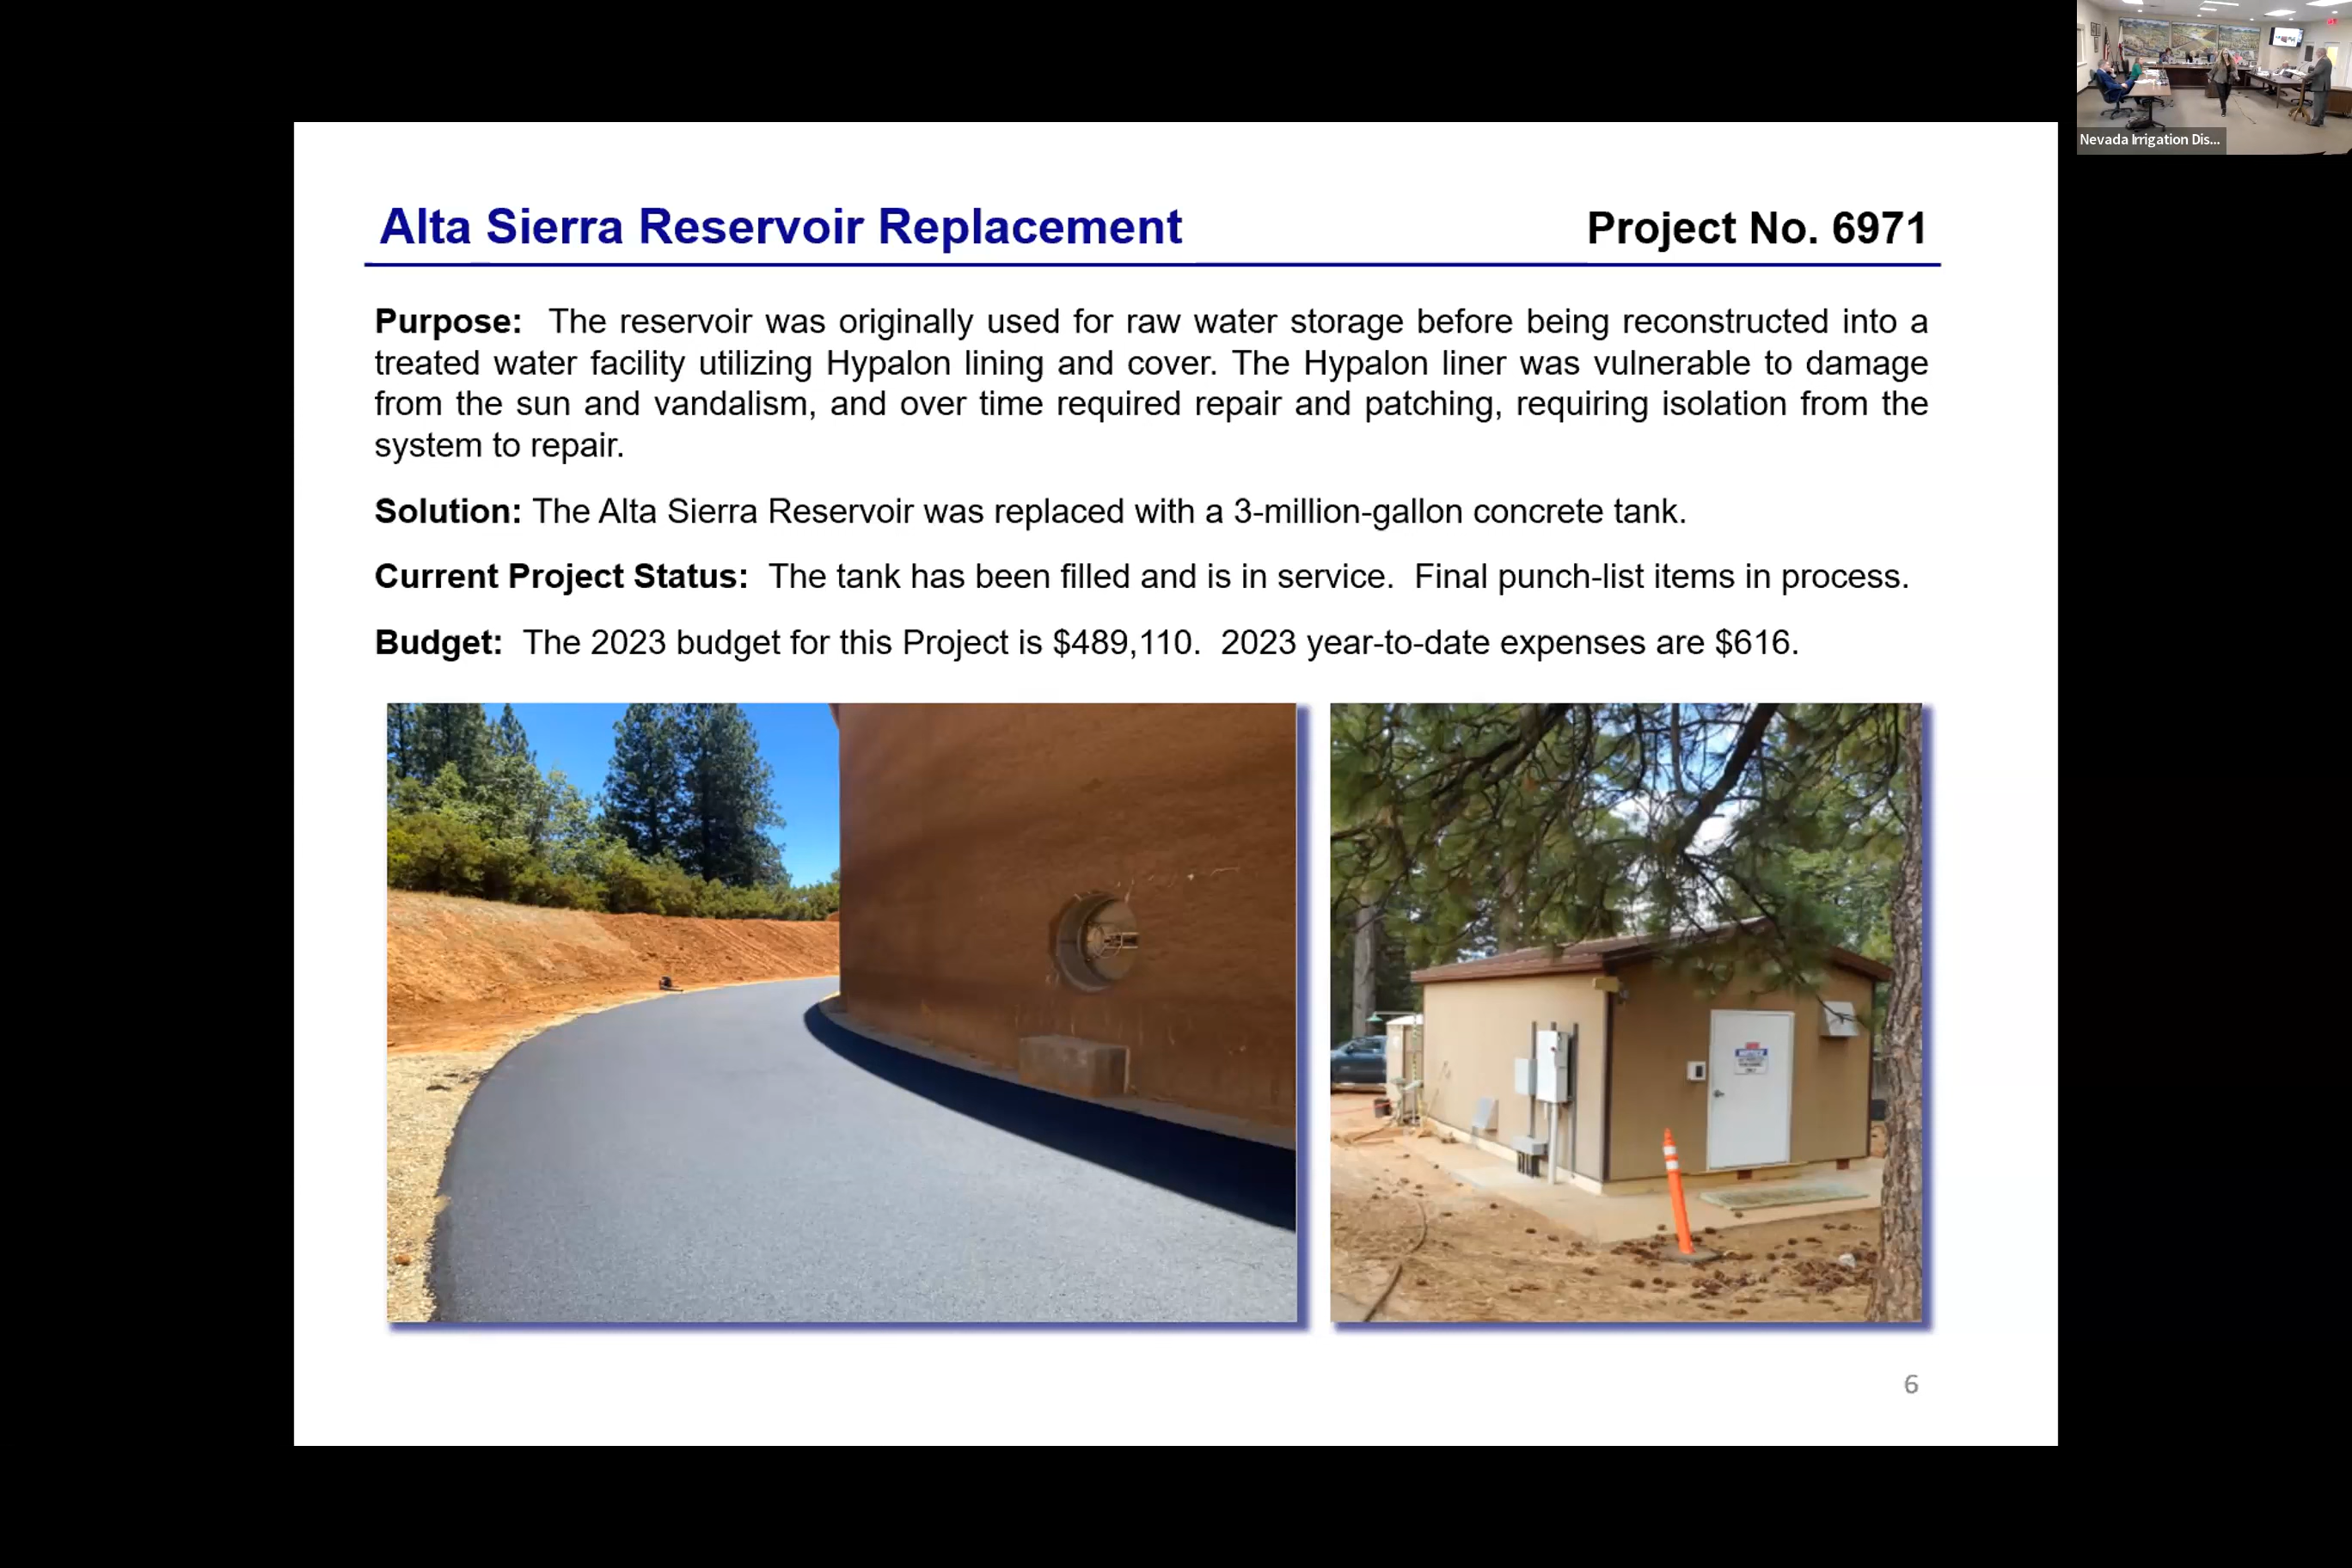 Nevada Irrigation Dis...
Alta Sierra Reservoir Replacement
Project No. 6971
Purpose: The reservoir was originally used for raw water storage before being reconstructed into a
treated water facility utilizing Hypalon lining and cover. The Hypalon liner was vulnerable to damage
from the sun and vandalism, and over time required repair and patching, requiring isolation from the
system to repair.
Solution: The Alta Sierra Reservoir was replaced with a 3-million-gallon concrete tank.
Current Project Status: The tank has been filled and is in service. Final punch-list items in process.
Budget: The 2023 budget for this Project is $489,110. 2023 year-to-date expenses are $616.
6